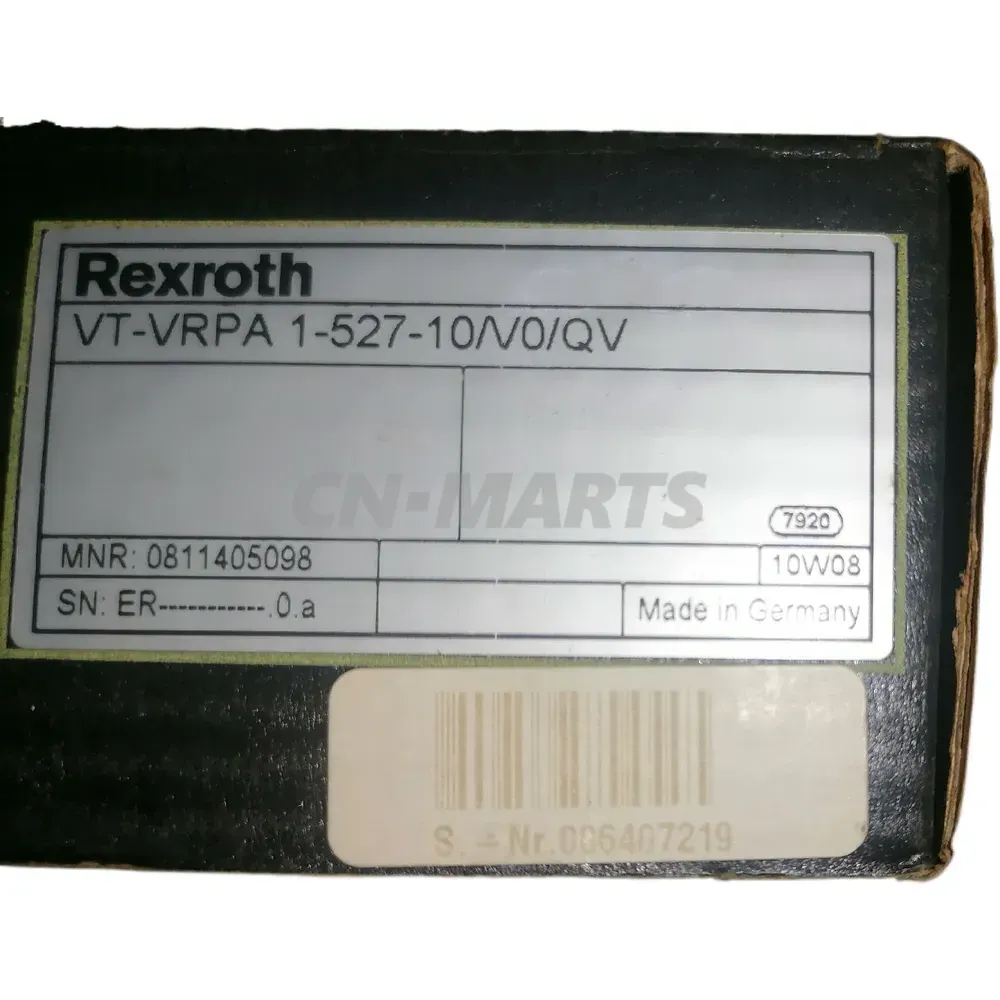 Rexroth
VT-VRPA 1-527-10/V0/QV
CN-MARTS
7920
MNR: 0811405098
10W08
SN: ER-----------.0.a
Made in Germany
S. - Nr.006407219